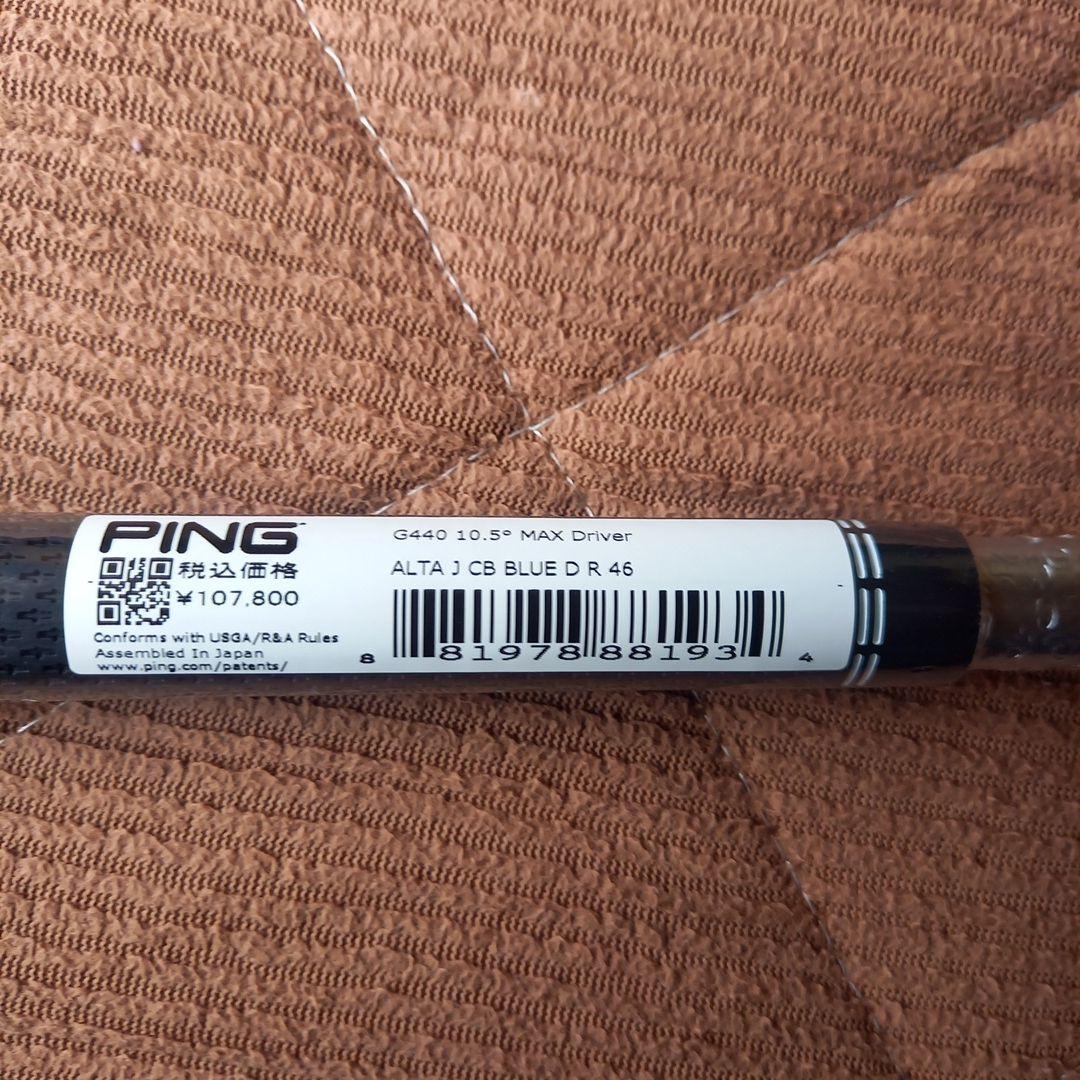 PING
税込価格
¥107,800
Conforms with USGA/R&A Rules
Assembled In Japan
www.ping.com/patents/
G440 10.5° MAX Driver
ALTA J CB BLUE D R 46
8 81978 88193 4